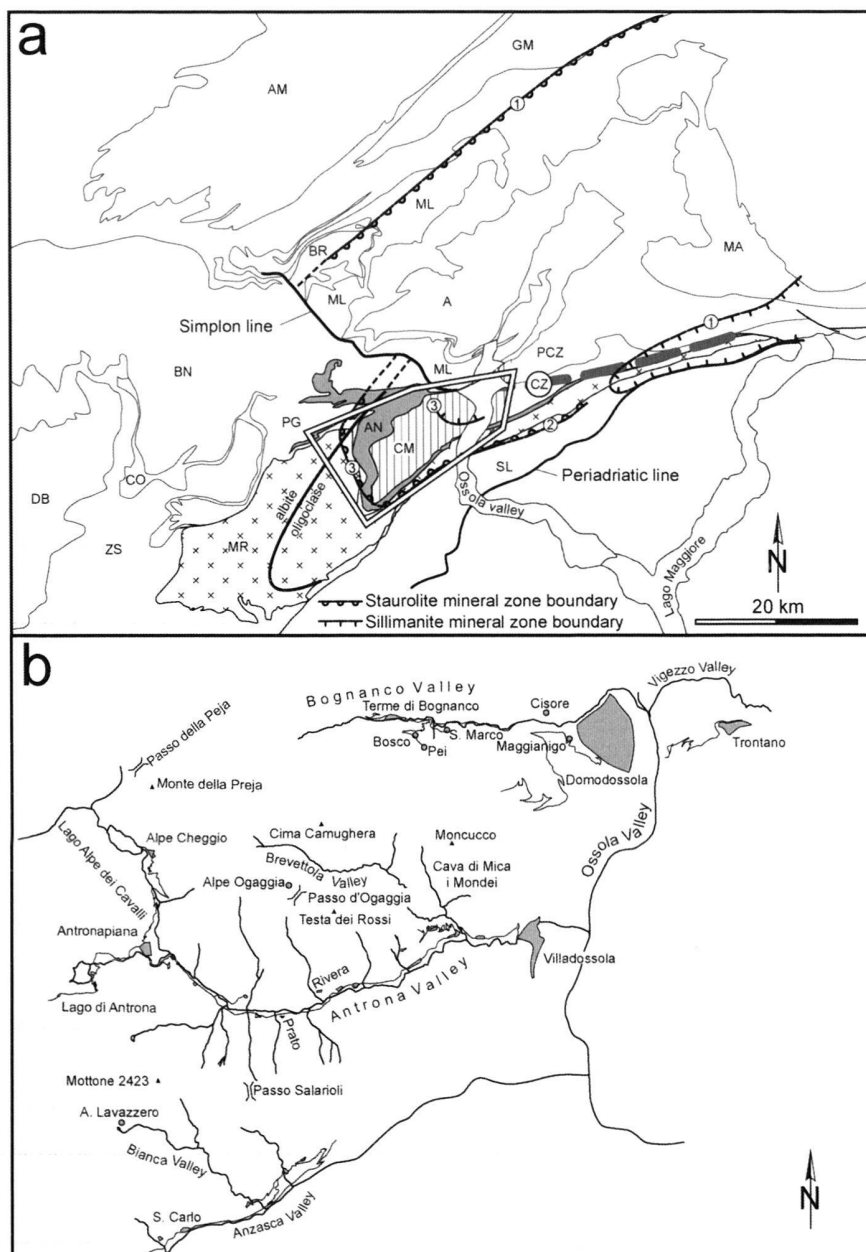 a
GM
AM
1
ML
BR
MA
ML
A
Simplon line
1
PCZ
BN
ML
CZ
3
PG
AN
2
CM
SL
Periadriatic line
3
CO
DB
albite
oligoclase
Ossola valley
ZS
MR
N
Lago Maggiore
Staurolite mineral zone boundary
Sillimanite mineral zone boundary
20 km
b
Bognanco Valley
Vigezzo Valley
Passo della Peja
Terme di Bognanco
Cisore
S. Marco
Bosco
Maggianigo
Trontano
Pei
Monte della Preja
Domodossola
Lago Alpe dei Cavalli
Alpe Cheggio
Cima Camughera
Moncucco
Ossola Valley
Brevettola Valley
Cava di Mica
i Mondei
Alpe Ogaggia
Passo d'Ogaggia
Testa dei Rossi
Antronapiana
Villadossola
Rivera
Antrona Valley
Lago di Antrona
Prato
Mottone 2423
Passo Salarioli
A. Lavazzero
Bianca Valley
N
S. Carlo
Anzasca Valley